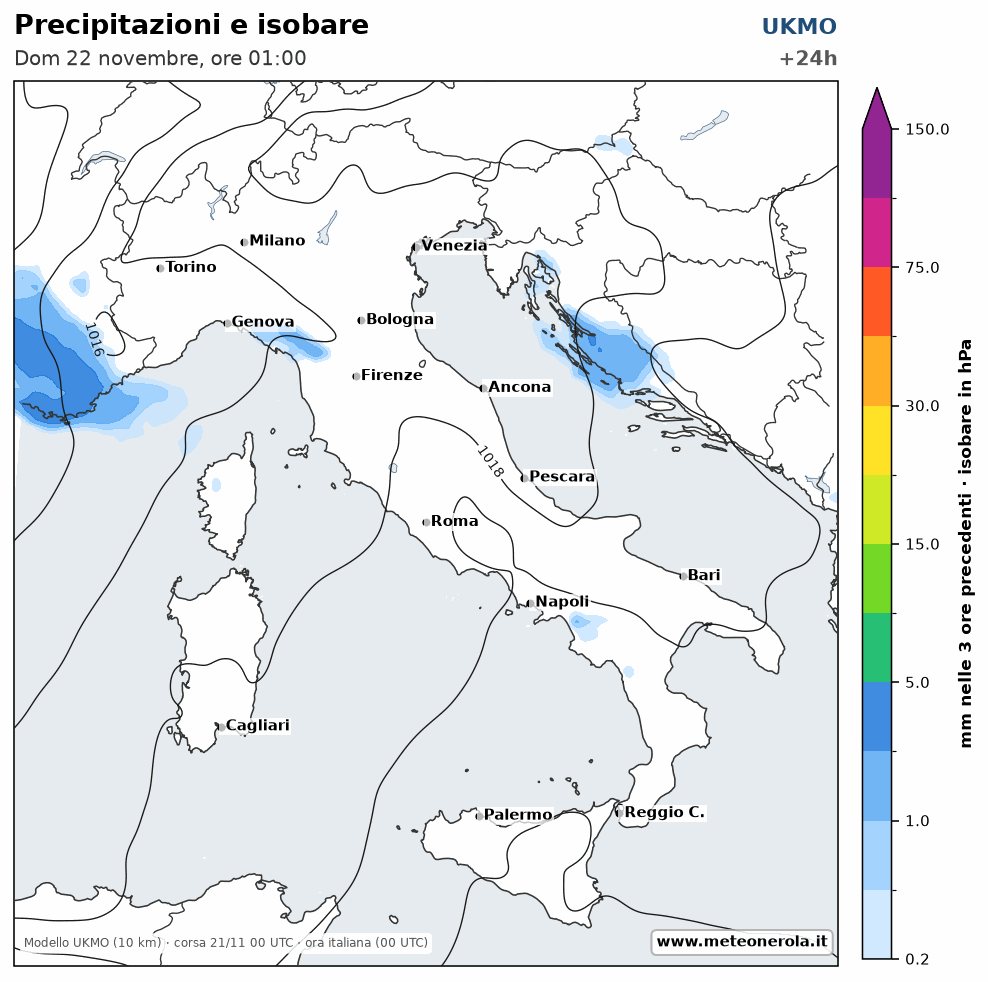 Precipitazioni e isobare
UKMO
Dom 22 novembre, ore 01:00
+24h
Milano
Venezia
Torino
Genova
Bologna
1016
Firenze
Ancona
1018
Pescara
Roma
Bari
Napoli
Cagliari
Palermo
Reggio C.
150.0
75.0
30.0
15.0
5.0
1.0
0.2
mm nelle 3 ore precedenti · isobare in hPa
Modello UKMO (10 km) · corsa 21/11 00 UTC · ora italiana (00 UTC)
www.meteonerola.it